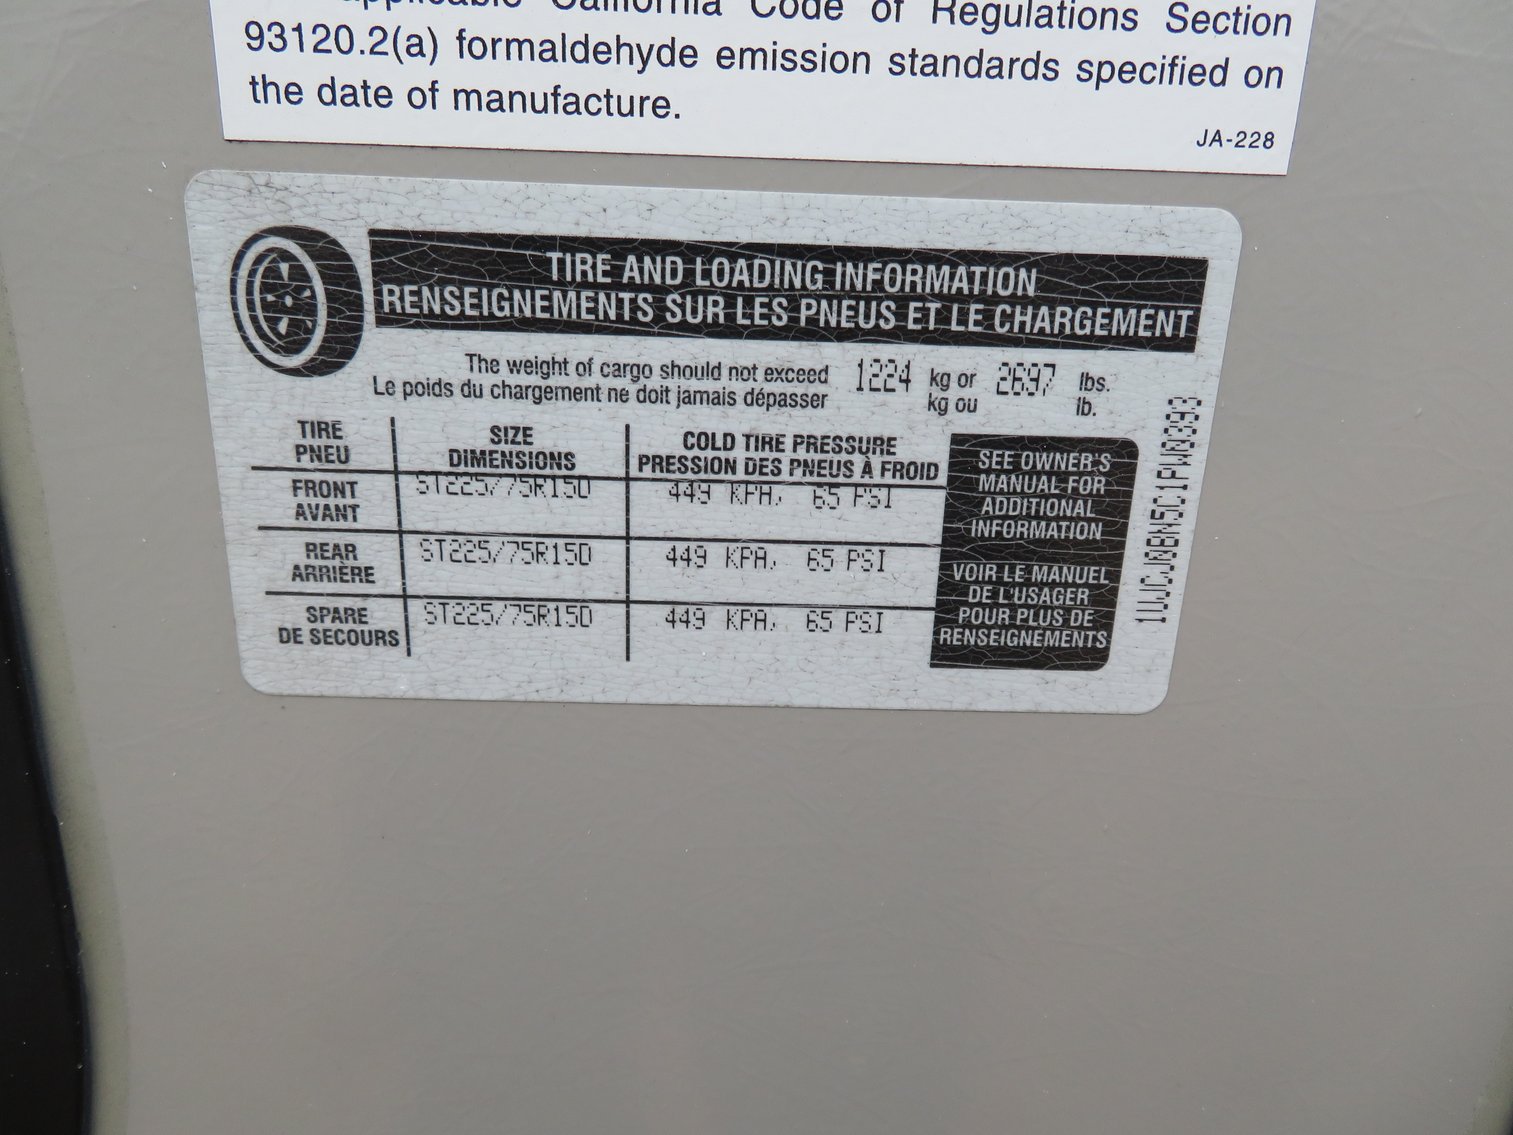 California Code of Regulations Section
93120.2(a) formaldehyde emission standards specified on
the date of manufacture.
JA-228
TIRE AND LOADING INFORMATION
RENSEIGNEMENTS SUR LES PNEUS ET LE CHARGEMENT
The weight of cargo should not exceed 1224 kg or 2697 lbs.
Le poids du chargement ne doit jamais dépasser kg ou lb.
TIRE
PNEU
SIZE
DIMENSIONS
COLD TIRE PRESSURE
PRESSION DES PNEUS À FROID
FRONT
AVANT
ST225/75R15D
449 KPA, 65 PSI
REAR
ARRIÈRE
ST225/75R15D
449 KPA, 65 PSI
SPARE
DE SECOURS
ST225/75R15D
449 KPA, 65 PSI
SEE OWNER'S
MANUAL FOR
ADDITIONAL
INFORMATION
VOIR LE MANUEL
DE L'USAGER
POUR PLUS DE
RENSEIGNEMENTS